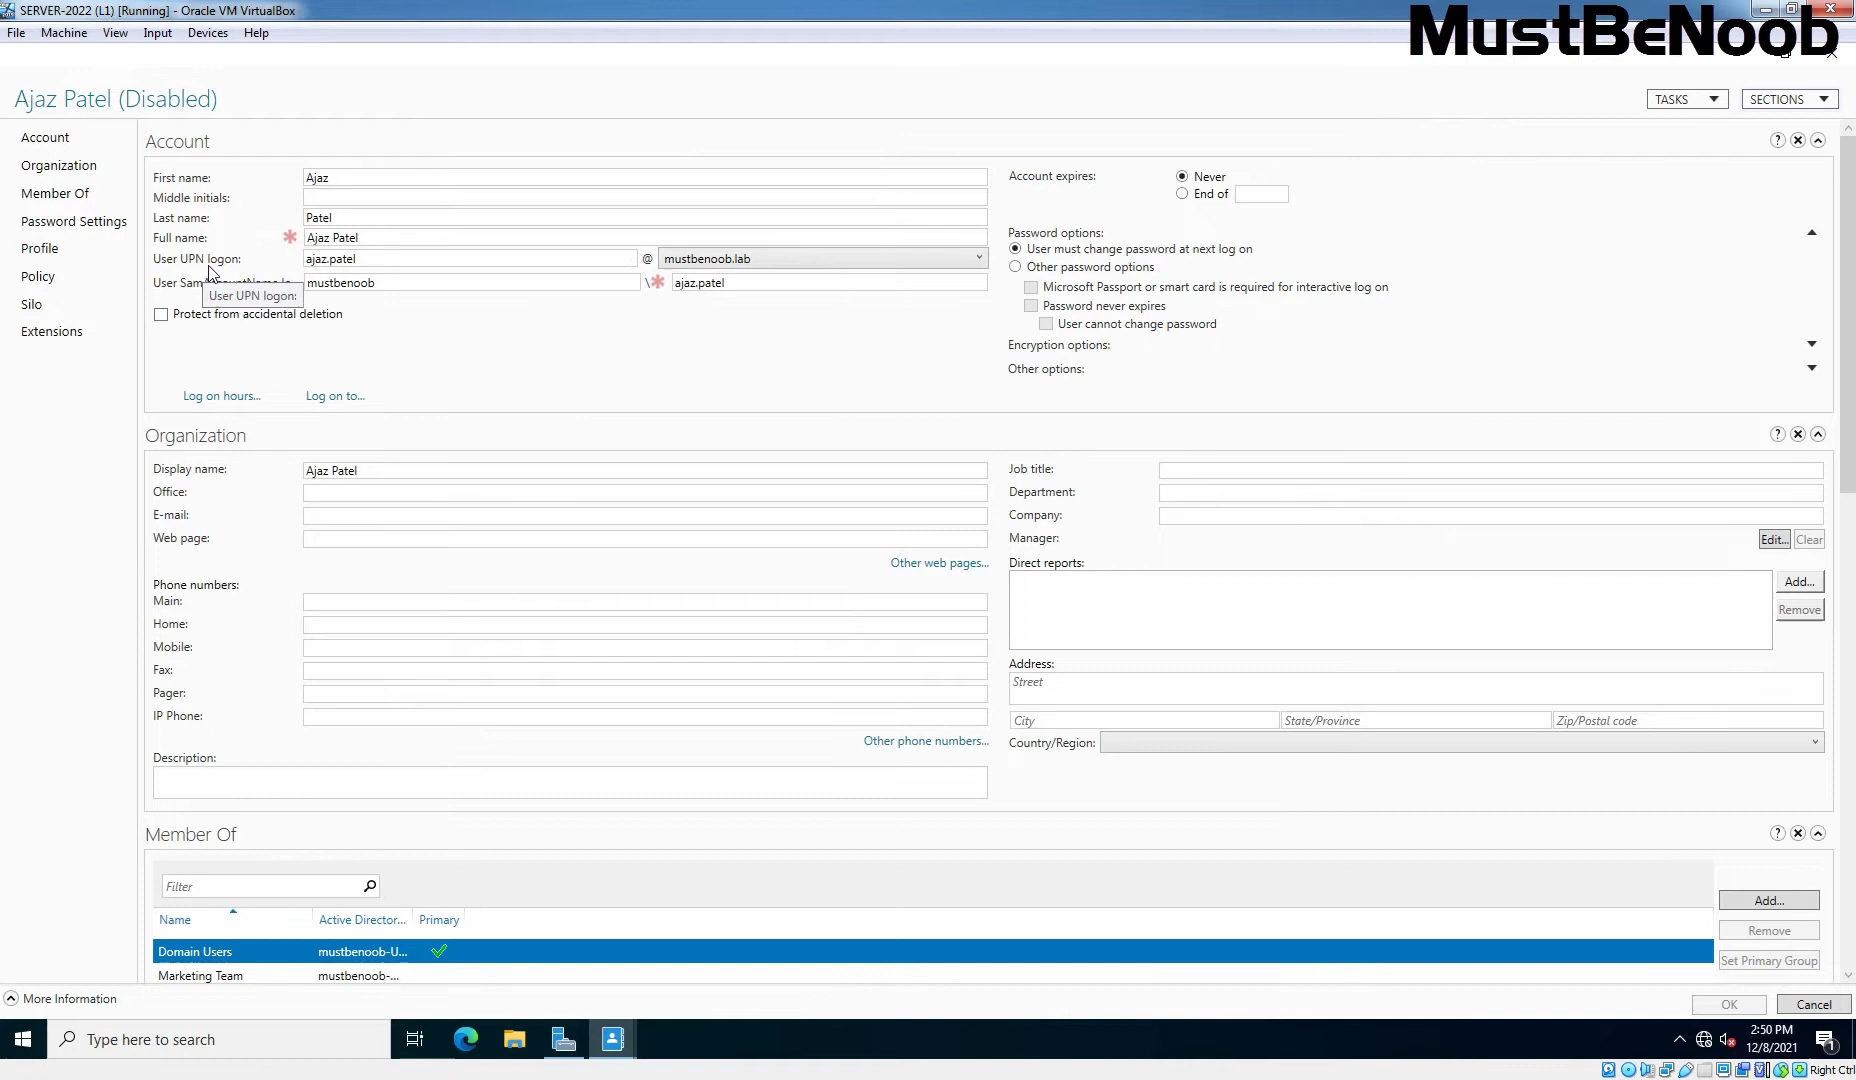 SERVER-2022 (L1) [Running] - Oracle VM VirtualBox
File Machine View Input Devices Help
MustBeNoob
Ajaz Patel (Disabled)
TASKS
SECTIONS
Account
Organization
Member Of
Password Settings
Profile
Policy
Silo
Extensions
Account
First name: Ajaz
Middle initials:
Last name: Patel
Full name: * Ajaz Patel
User UPN logon: ajaz.patel @ mustbenoob.lab
mustbenoob \* ajaz.patel
User UPN logon:
Protect from accidental deletion
Log on hours... Log on to...
Account expires: Never
End of
Password options:
User must change password at next log on
Other password options
Microsoft Passport or smart card is required for interactive log on
Password never expires
User cannot change password
Encryption options:
Other options:
Organization
Display name: Ajaz Patel
Office:
E-mail:
Web page:
Other web pages...
Phone numbers:
Main:
Home:
Mobile:
Fax:
Pager:
IP Phone:
Other phone numbers...
Description:
Job title:
Department:
Company:
Manager: Edit... Clear
Direct reports:
Add...
Remove
Address:
Street
City State/Province Zip/Postal code
Country/Region:
Member Of
Filter
Name Active Director... Primary
Domain Users mustbenoob-U...
Marketing Team mustbenoob-...
Add...
Remove
Set Primary Group
More Information
OK Cancel
Type here to search
2:50 PM
12/8/2021
1
Right Ctrl